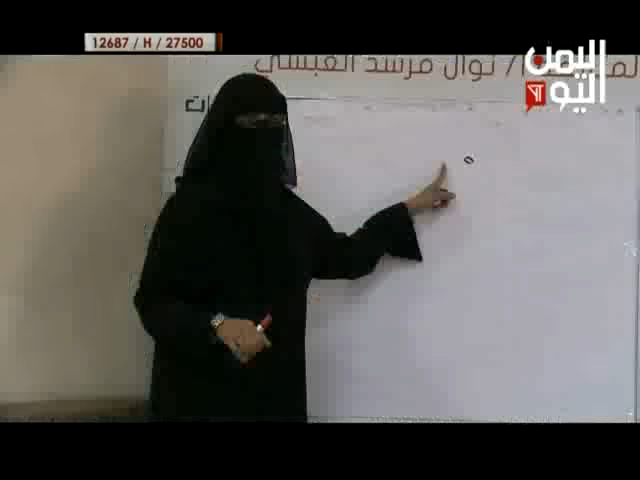 12687 / H / 27500
اليمن
اليوم
/ نوال مرشد العبسي